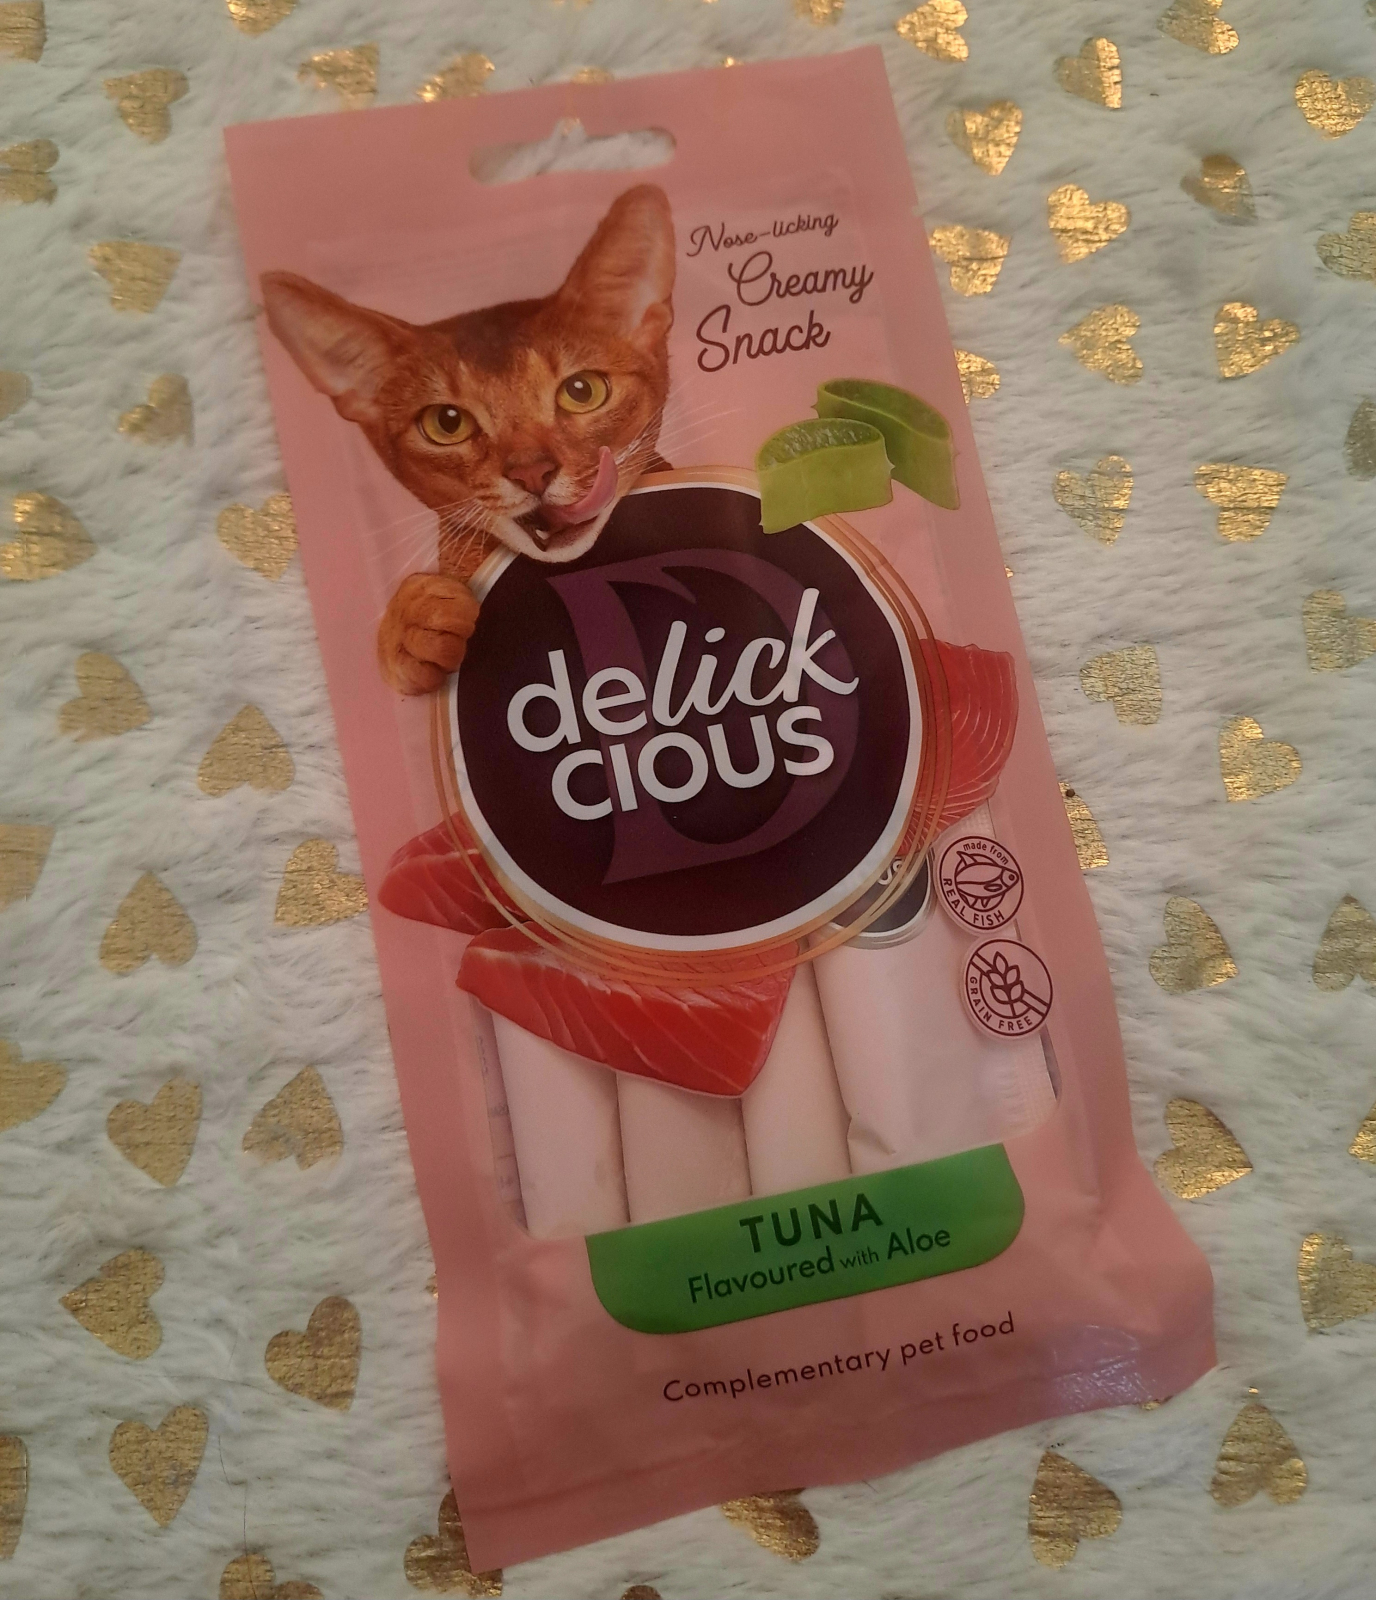 Nose-licking
Creamy
Snack
delick
cious
made from
REAL FISH
GRAIN FREE
TUNA
Flavoured with Aloe
Complementary pet food